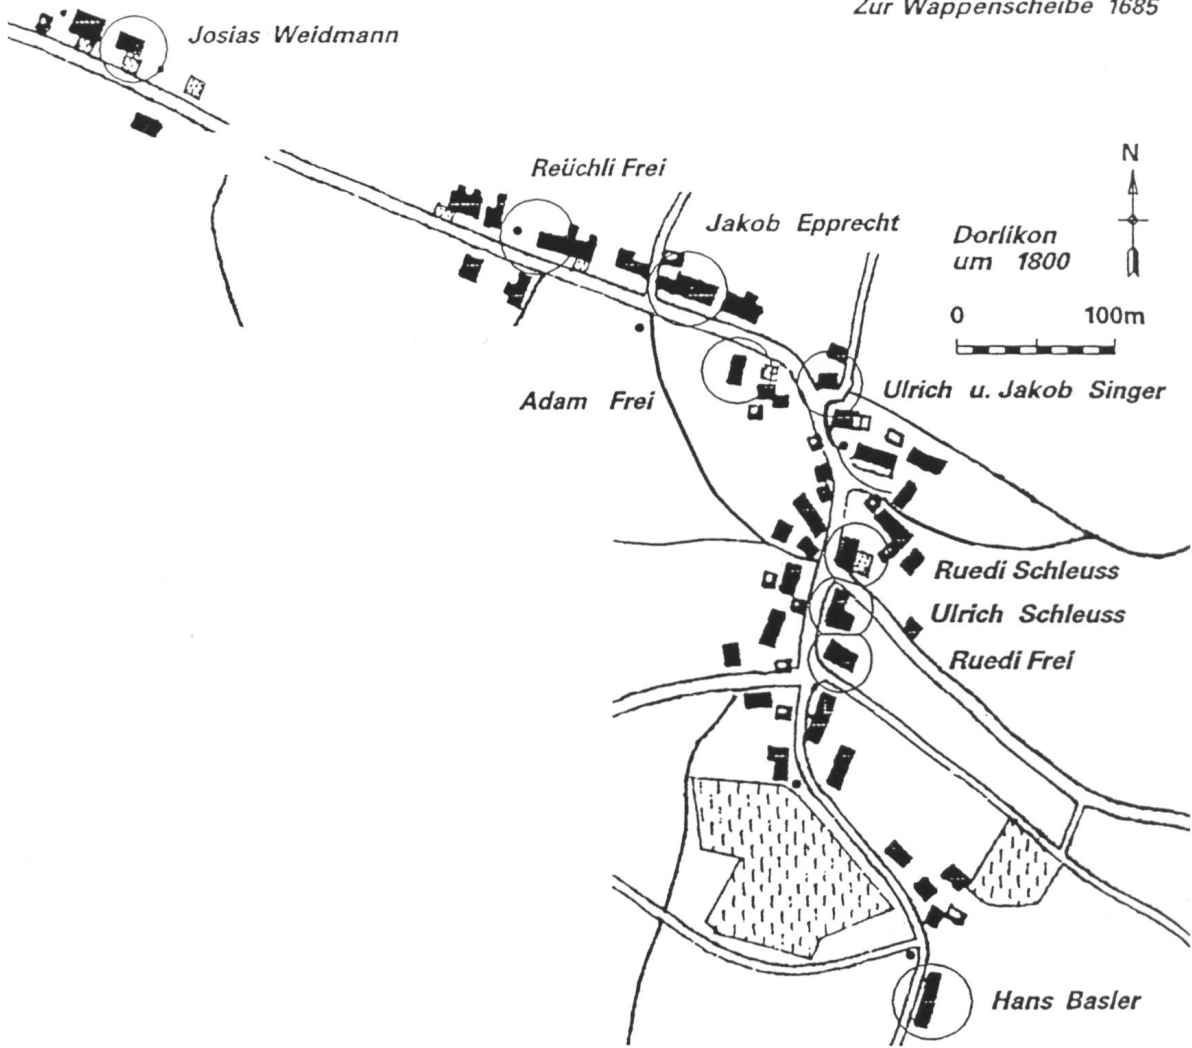 Zur Wappenscheibe 1685
Josias Weidmann
Reüchli Frei
Jakob Epprecht
N
Dorlikon
um 1800
0 100m
Adam Frei
Ulrich u. Jakob Singer
Ruedi Schleuss
Ulrich Schleuss
Ruedi Frei
Hans Basler